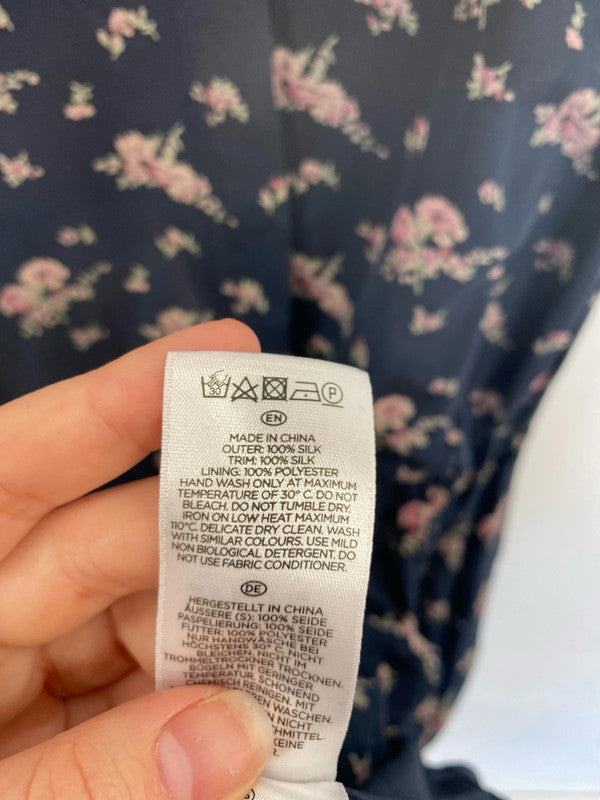 30
P
EN
MADE IN CHINA
OUTER: 100% SILK
TRIM: 100% SILK
LINING: 100% POLYESTER
HAND WASH ONLY AT MAXIMUM
TEMPERATURE OF 30° C. DO NOT
BLEACH. DO NOT TUMBLE DRY.
IRON ON LOW HEAT MAXIMUM
110°C. DELICATE DRY CLEAN. WASH
WITH SIMILAR COLOURS. USE MILD
NON BIOLOGICAL DETERGENT. DO
NOT USE FABRIC CONDITIONER.
DE
HERGESTELLT IN CHINA
ÄUSSERE (S): 100% SEIDE
PASPELIERUNG: 100% SEIDE
FUTTER: 100% POLYESTER
NUR HANDWÄSCHE BEI
HÖCHSTENS 30° C. NICHT
BLEICHEN. NICHT IM
TROMMELTROCKNER TROCKNEN.
BÜGELN MIT GERINGER
TEMPERATUR. SCHONEND
CHEMISCH REINIGEN. MIT
WASCHEN.
NICHT